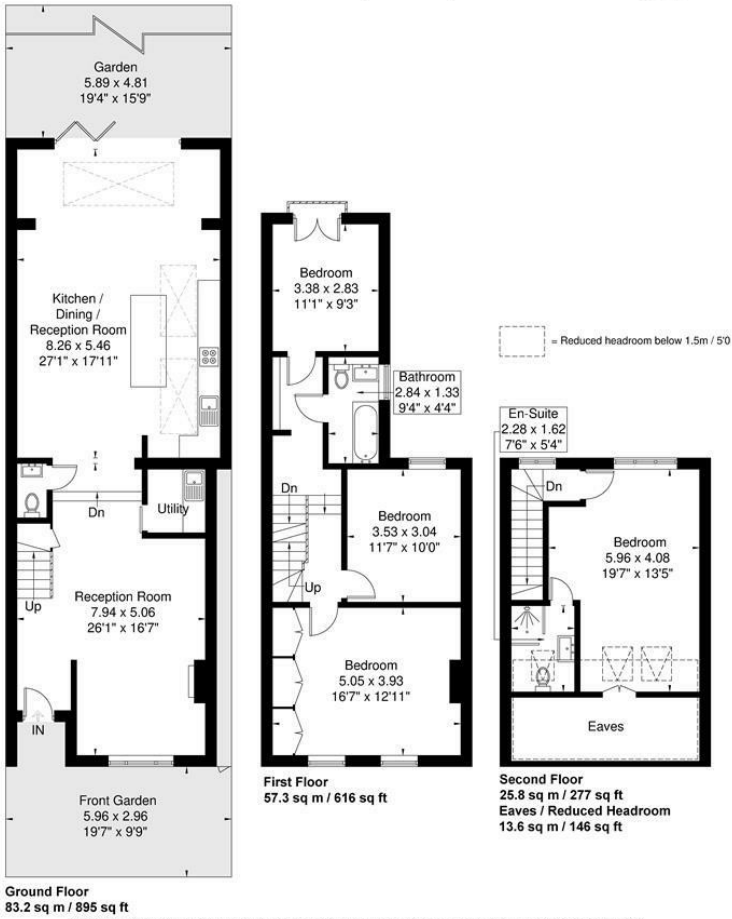 Garden
5.89 x 4.81
19'4" x 15'9"
Kitchen /
Dining /
Reception Room
8.26 x 5.46
27'1" x 17'11"
Dn
Utility
Reception Room
7.94 x 5.06
26'1" x 16'7"
Up
IN
Front Garden
5.96 x 2.96
19'7" x 9'9"
Ground Floor
83.2 sq m / 895 sq ft
Bedroom
3.38 x 2.83
11'1" x 9'3"
Bathroom
2.84 x 1.33
9'4" x 4'4"
Dn
Bedroom
3.53 x 3.04
11'7" x 10'0"
Up
Bedroom
5.05 x 3.93
16'7" x 12'11"
First Floor
57.3 sq m / 616 sq ft
= Reduced headroom below 1.5m / 5'0
En-Suite
2.28 x 1.62
7'6" x 5'4"
Dn
Bedroom
5.96 x 4.08
19'7" x 13'5"
Eaves
Second Floor
25.8 sq m / 277 sq ft
Eaves / Reduced Headroom
13.6 sq m / 146 sq ft